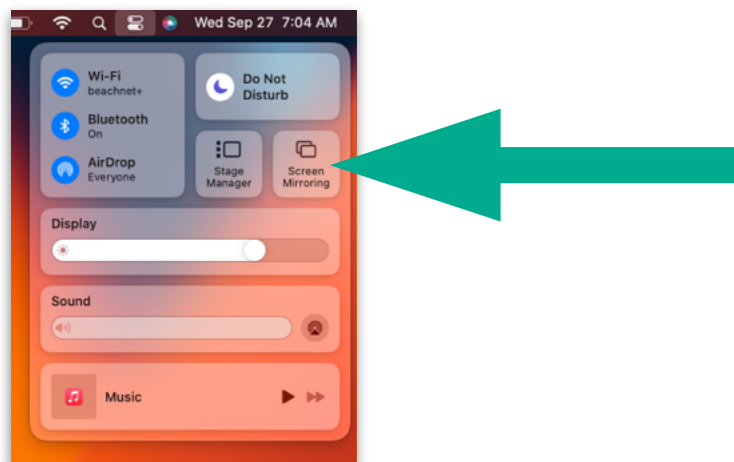 Wed Sep 27 7:04 AM
Wi-Fi
beachnet+
Bluetooth
On
AirDrop
Everyone
Do Not
Disturb
Stage
Manager
Screen
Mirroring
Display
Sound
Music